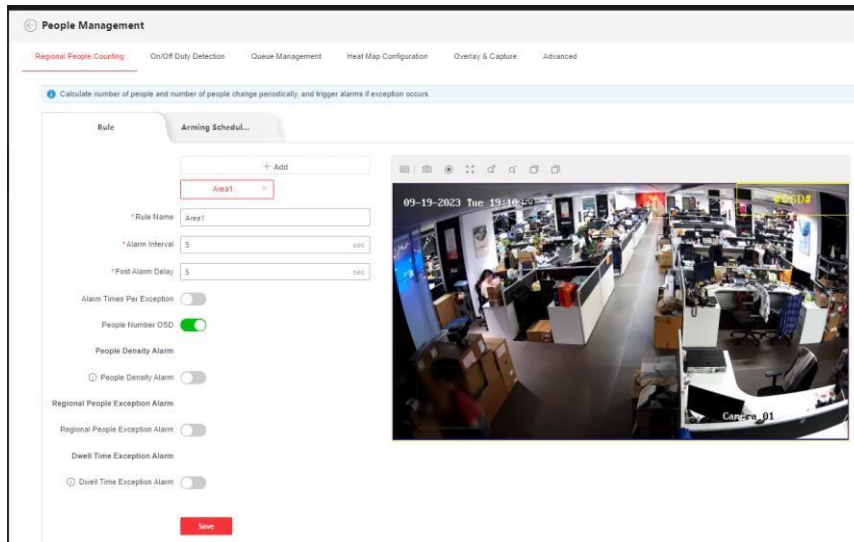 People Management
Regional People Counting On/Off Duty Detection Queue Management Heat Map Configuration Overlay & Capture Advanced
Calculate number of people and number of people change periodically, and trigger alarms if exception occurs.
Rule Arming Schedul...
+ Add
Area1 ×
*Rule Name Area1
*Alarm Interval 5 sec
*First Alarm Delay 5 sec
Alarm Times Per Exception
People Number OSD
People Density Alarm
People Density Alarm
Regional People Exception Alarm
Regional People Exception Alarm
Dwell Time Exception Alarm
Dwell Time Exception Alarm
Save
09-19-2023 Tue 19:10:
#OSD#
Camera 01